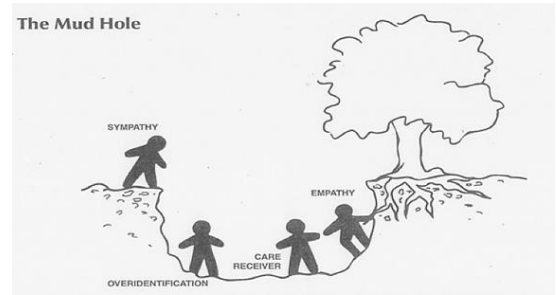 The Mud Hole
SYMPATHY
EMPATHY
CARE
RECEIVER
OVERIDENTIFICATION